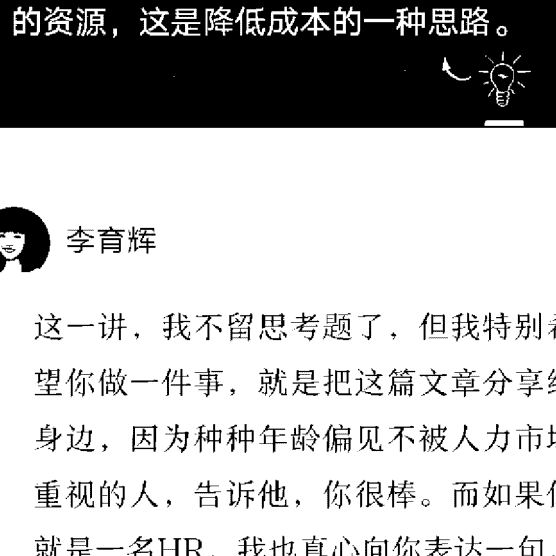 的资源，这是降低成本的一种思路。
李育辉
这一讲，我不留思考题了，但我特别
望你做一件事，就是把这篇文章分享
身边，因为种种年龄偏见不被人力市
重视的人，告诉他，你很棒。而如果
就是一名HR，我也真心向你表达一句